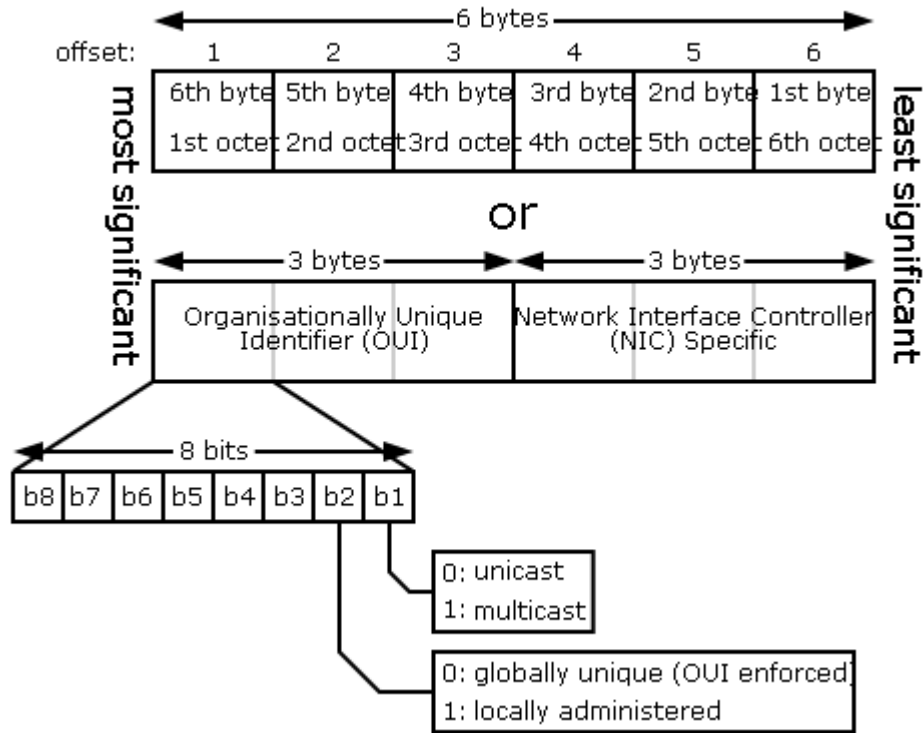 6 bytes
offset: 1 2 3 4 5 6
6th byte 5th byte 4th byte 3rd byte 2nd byte 1st byte
1st octet 2nd octet 3rd octet 4th octet 5th octet 6th octet
most significant
least significant
or
3 bytes 3 bytes
Organisationally Unique
Identifier (OUI)
Network Interface Controller
(NIC) Specific
8 bits
b8 b7 b6 b5 b4 b3 b2 b1
0: unicast
1: multicast
0: globally unique (OUI enforced)
1: locally administered